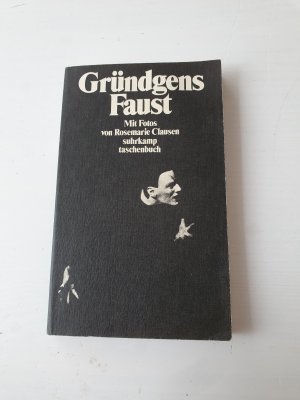 Gründgens
Faust
Mit Fotos
von Rosemarie Clausen
suhrkamp
taschenbuch